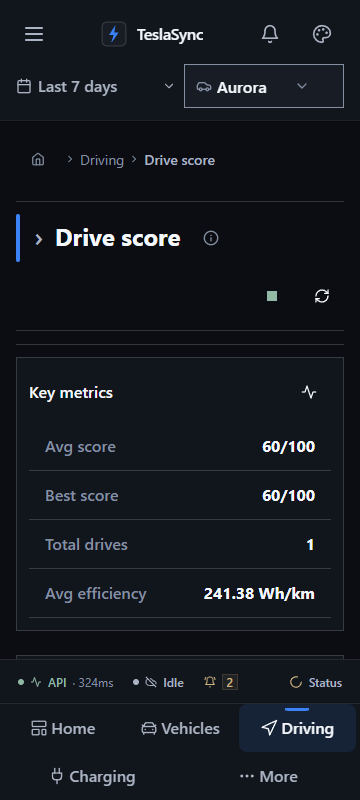 TeslaSync
Last 7 days
Aurora
Driving
Drive score
Drive score
Key metrics
Avg score 60/100
Best score 60/100
Total drives 1
Avg efficiency 241.38 Wh/km
API · 324ms Idle 2 Status
Home Vehicles Driving
Charging More